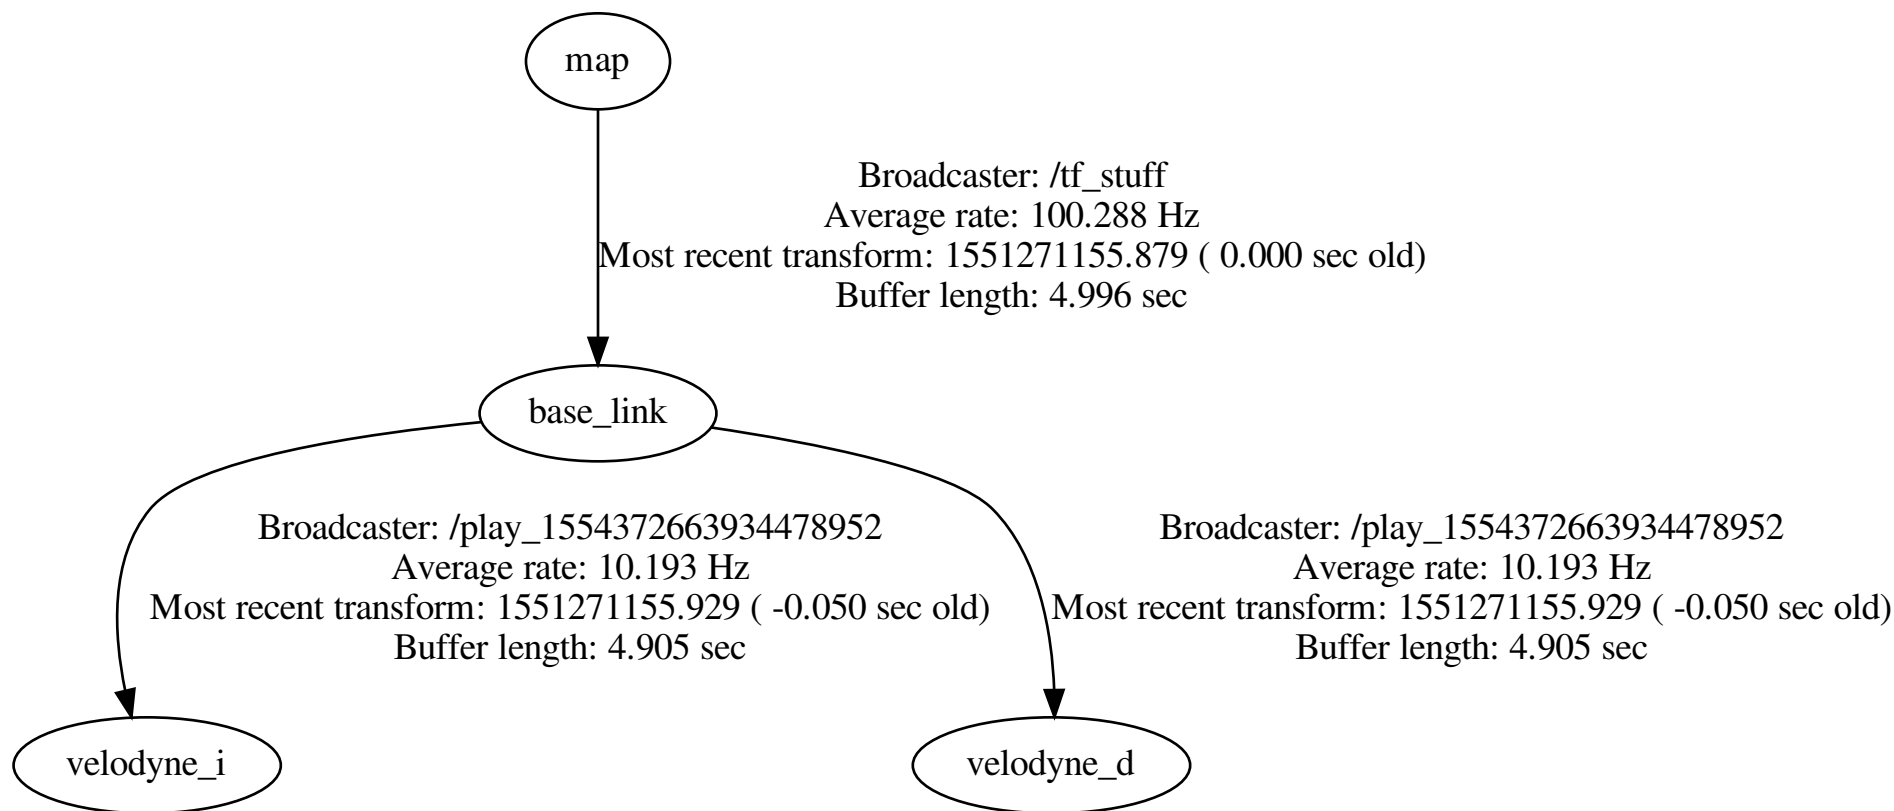 map
Broadcaster: /tf_stuff
Average rate: 100.288 Hz
Most recent transform: 1551271155.879 ( 0.000 sec old)
Buffer length: 4.996 sec
base_link
Broadcaster: /play_1554372663934478952
Average rate: 10.193 Hz
Most recent transform: 1551271155.929 ( -0.050 sec old)
Buffer length: 4.905 sec
Broadcaster: /play_1554372663934478952
Average rate: 10.193 Hz
Most recent transform: 1551271155.929 ( -0.050 sec old)
Buffer length: 4.905 sec
velodyne_i
velodyne_d